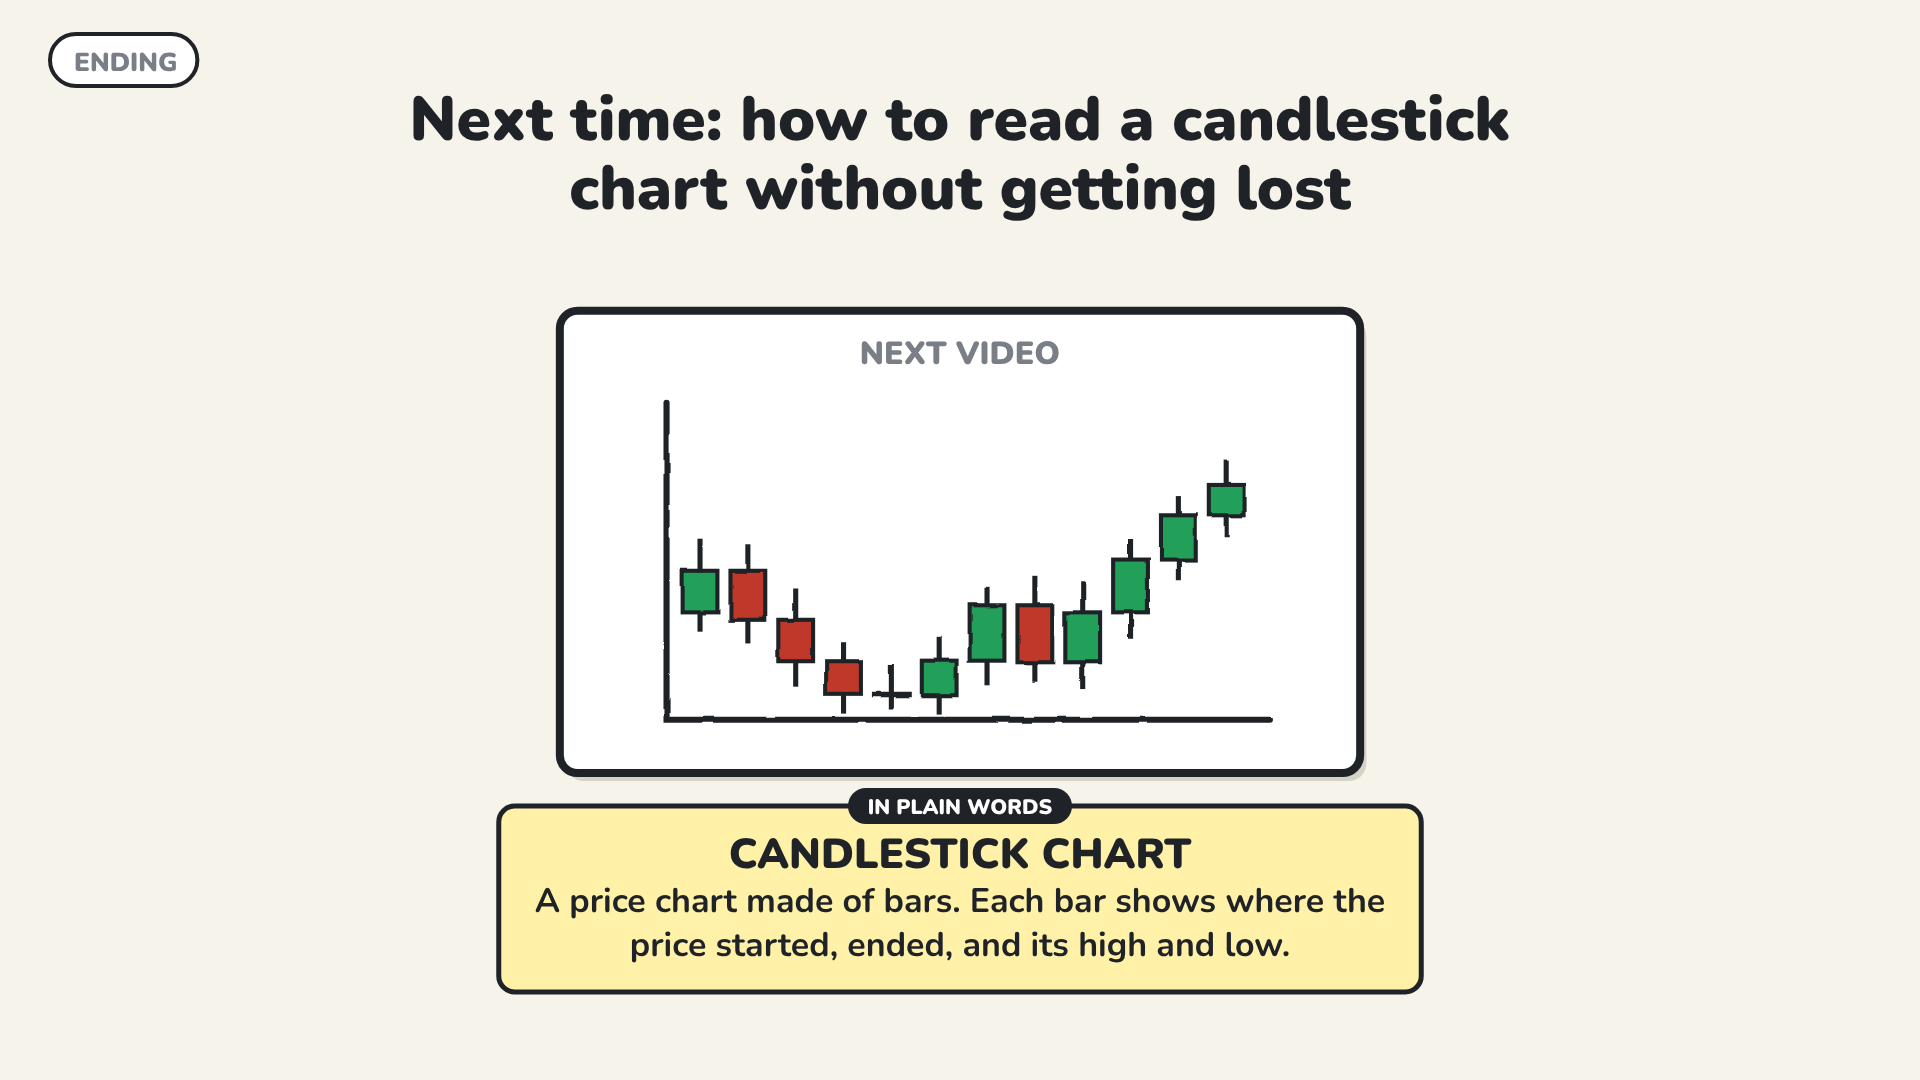 ENDING
Next time: how to read a candlestick
chart without getting lost
NEXT VIDEO
IN PLAIN WORDS
CANDLESTICK CHART
A price chart made of bars. Each bar shows where the
price started, ended, and its high and low.